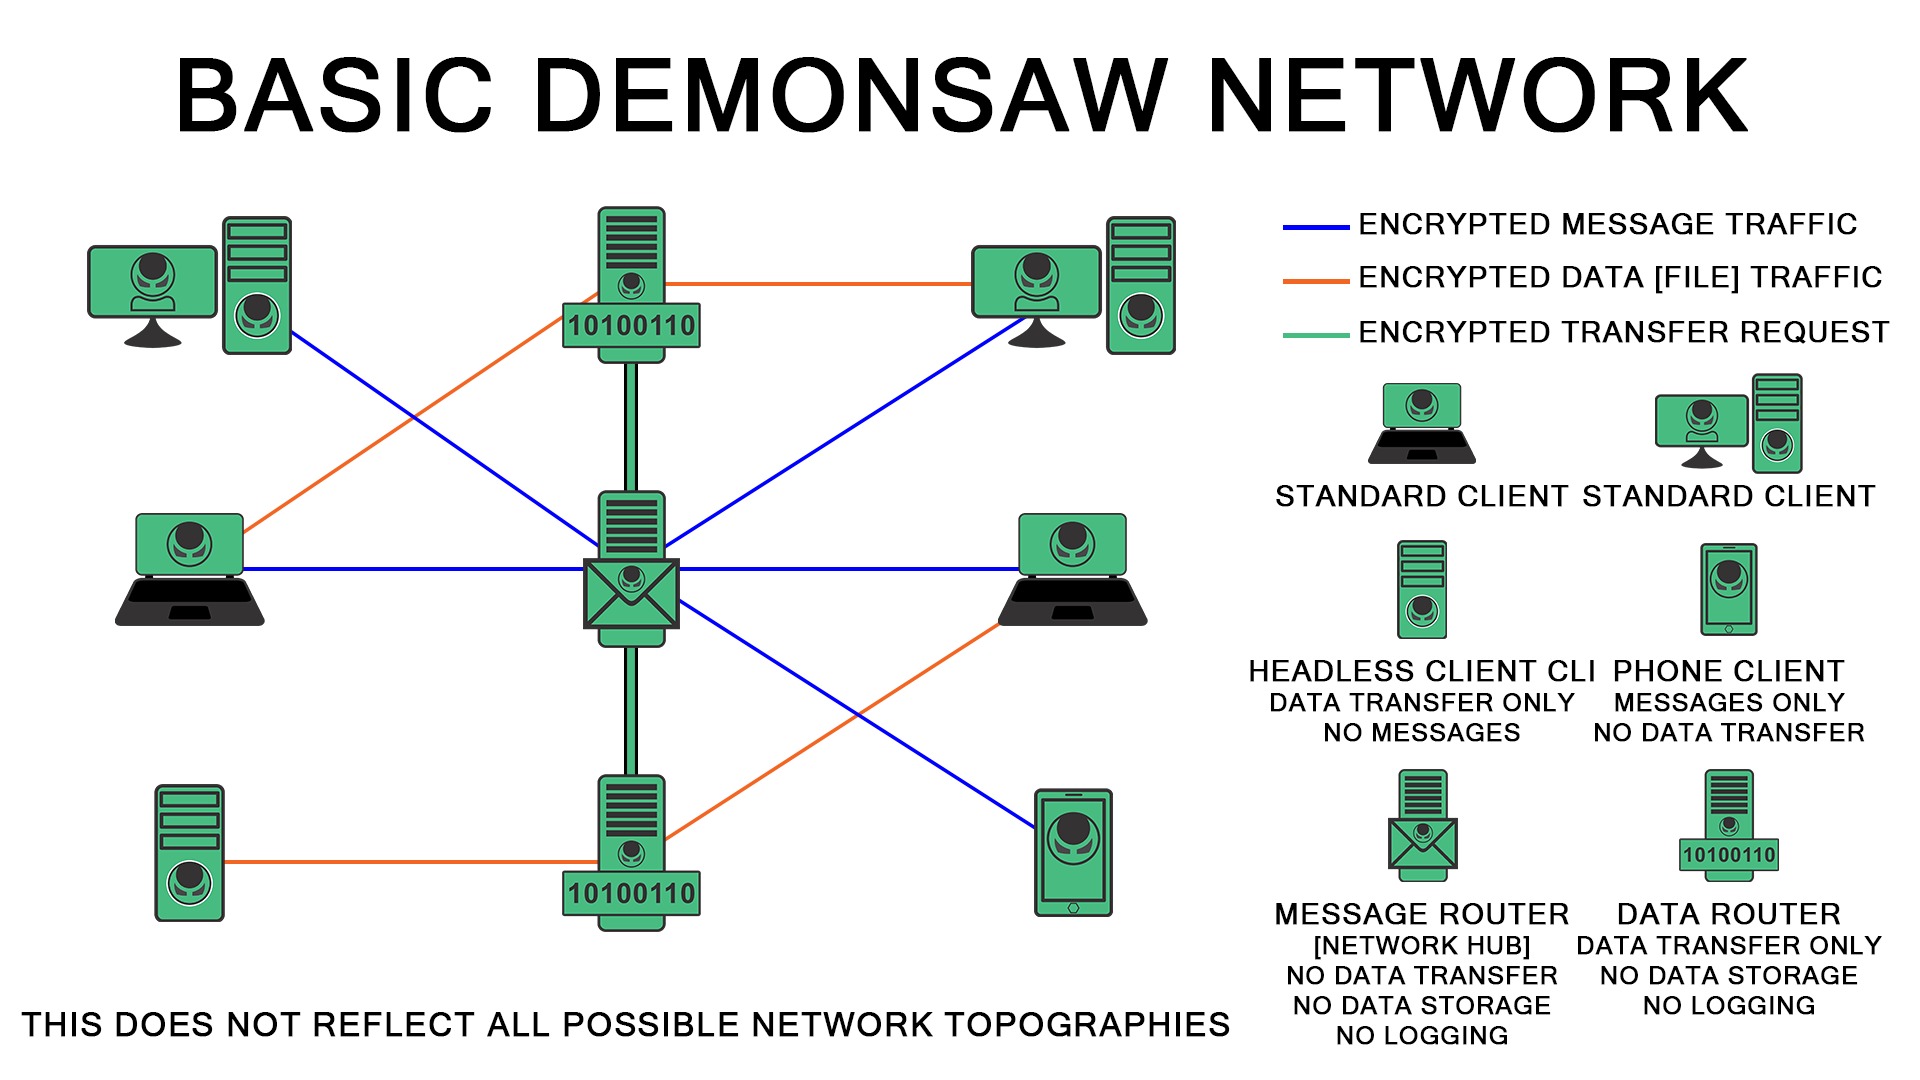 BASIC DEMONSAW NETWORK
ENCRYPTED MESSAGE TRAFFIC
ENCRYPTED DATA [FILE] TRAFFIC
ENCRYPTED TRANSFER REQUEST
10100110
10100110
THIS DOES NOT REFLECT ALL POSSIBLE NETWORK TOPOGRAPHIES
STANDARD CLIENT
STANDARD CLIENT
HEADLESS CLIENT CLI
DATA TRANSFER ONLY
NO MESSAGES
PHONE CLIENT
MESSAGES ONLY
NO DATA TRANSFER
MESSAGE ROUTER
[NETWORK HUB]
NO DATA TRANSFER
NO DATA STORAGE
NO LOGGING
10100110
DATA ROUTER
DATA TRANSFER ONLY
NO DATA STORAGE
NO LOGGING